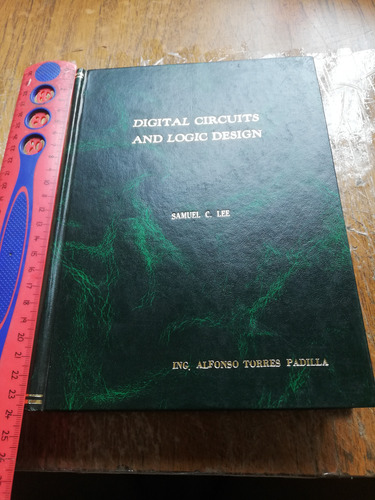 DIGITAL CIRCUITS
AND LOGIC DESIGN
SAMUEL C. LEE
ING. ALFONSO TORRES PADILLA